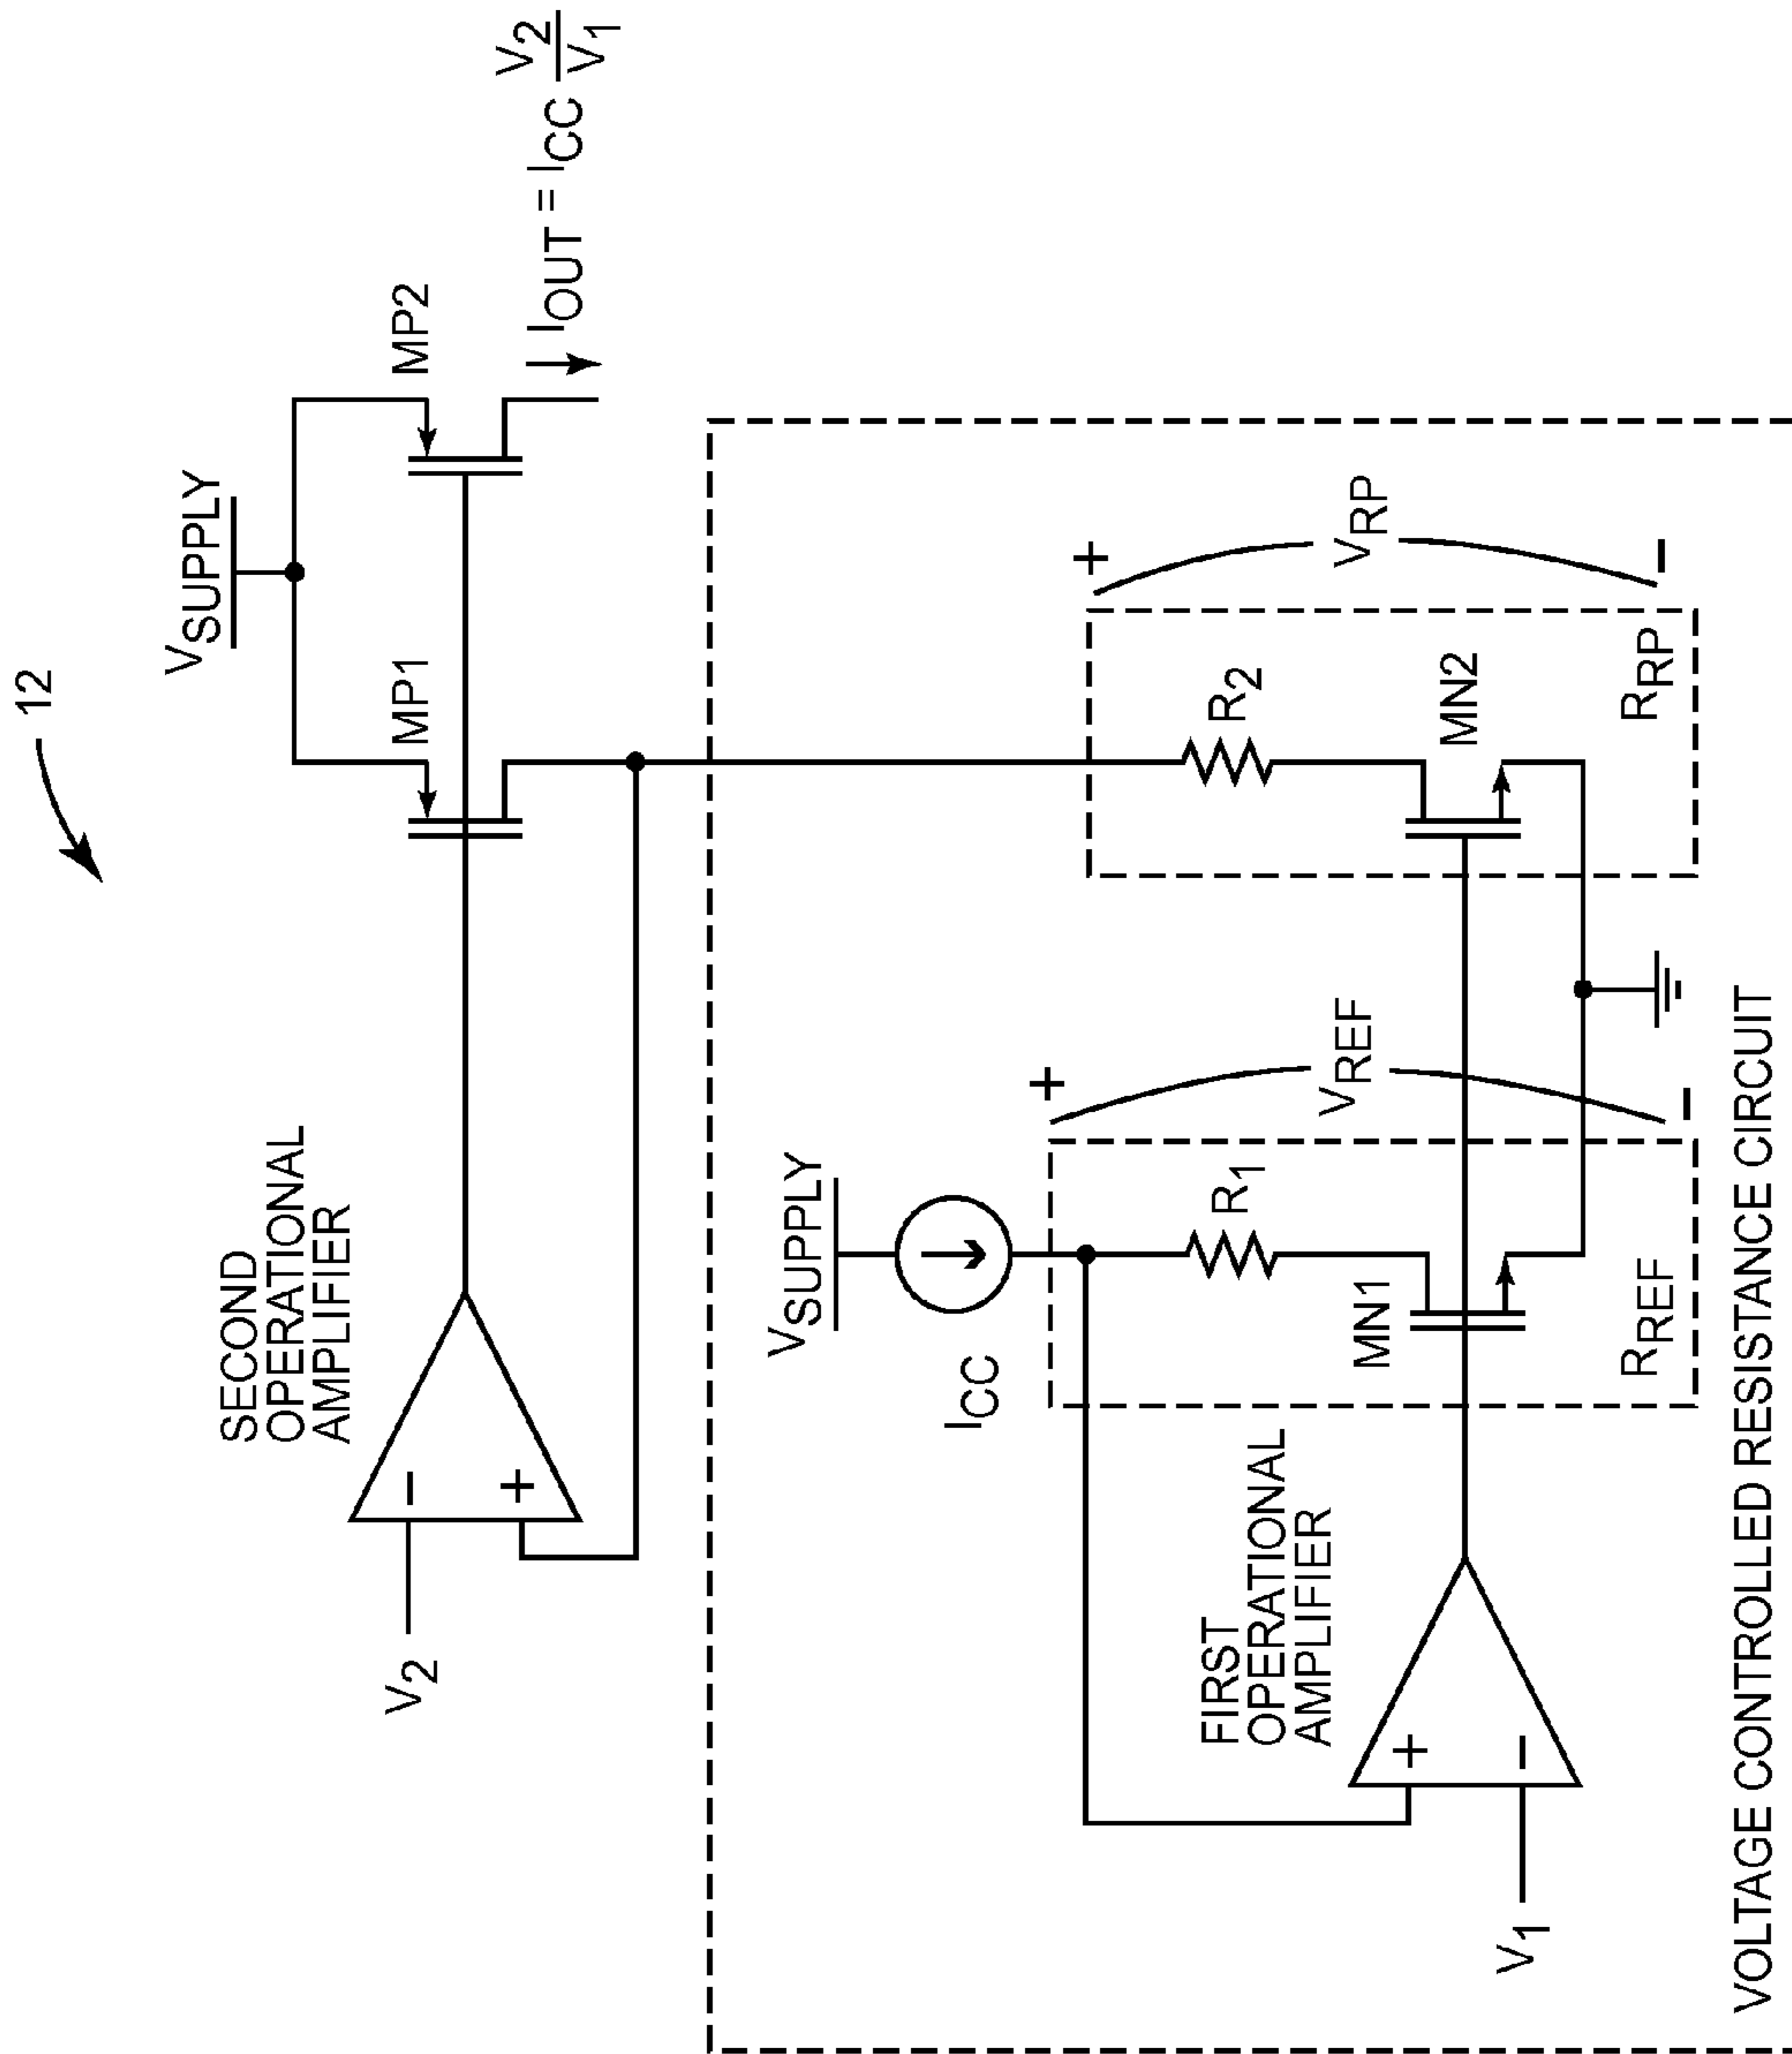 12
VSUPPLY
MP1
MP2
IOUT = ICC V2/V1
SECOND
OPERATIONAL
AMPLIFIER
V2
−
+
VSUPPLY
ICC
+
VREF
−
+
VRP
−
R1
R2
FIRST
OPERATIONAL
AMPLIFIER
MN1
MN2
+
−
V1
RREF
RRP
VOLTAGE CONTROLLED RESISTANCE CIRCUIT